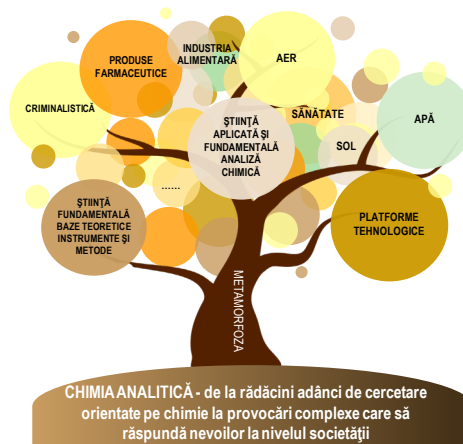 INDUSTRIA
ALIMENTARĂ
PRODUSE
FARMACEUTICE
AER
CRIMINALISTICĂ
SĂNĂTATE
APĂ
ŞTIINŢĂ
APLICATĂ ŞI
FUNDAMENTALĂ
ANALIZĂ
CHIMICĂ
SOL
......
ŞTIINŢĂ
FUNDAMENTALĂ
BAZE TEORETICE
INSTRUMENTE ŞI
METODE
PLATFORME
TEHNOLOGICE
METAMORFOZA
CHIMIA ANALITICĂ - de la rădăcini adânci de cercetare
orientate pe chimie la provocări complexe care să
răspundă nevoilor la nivelul societăţii